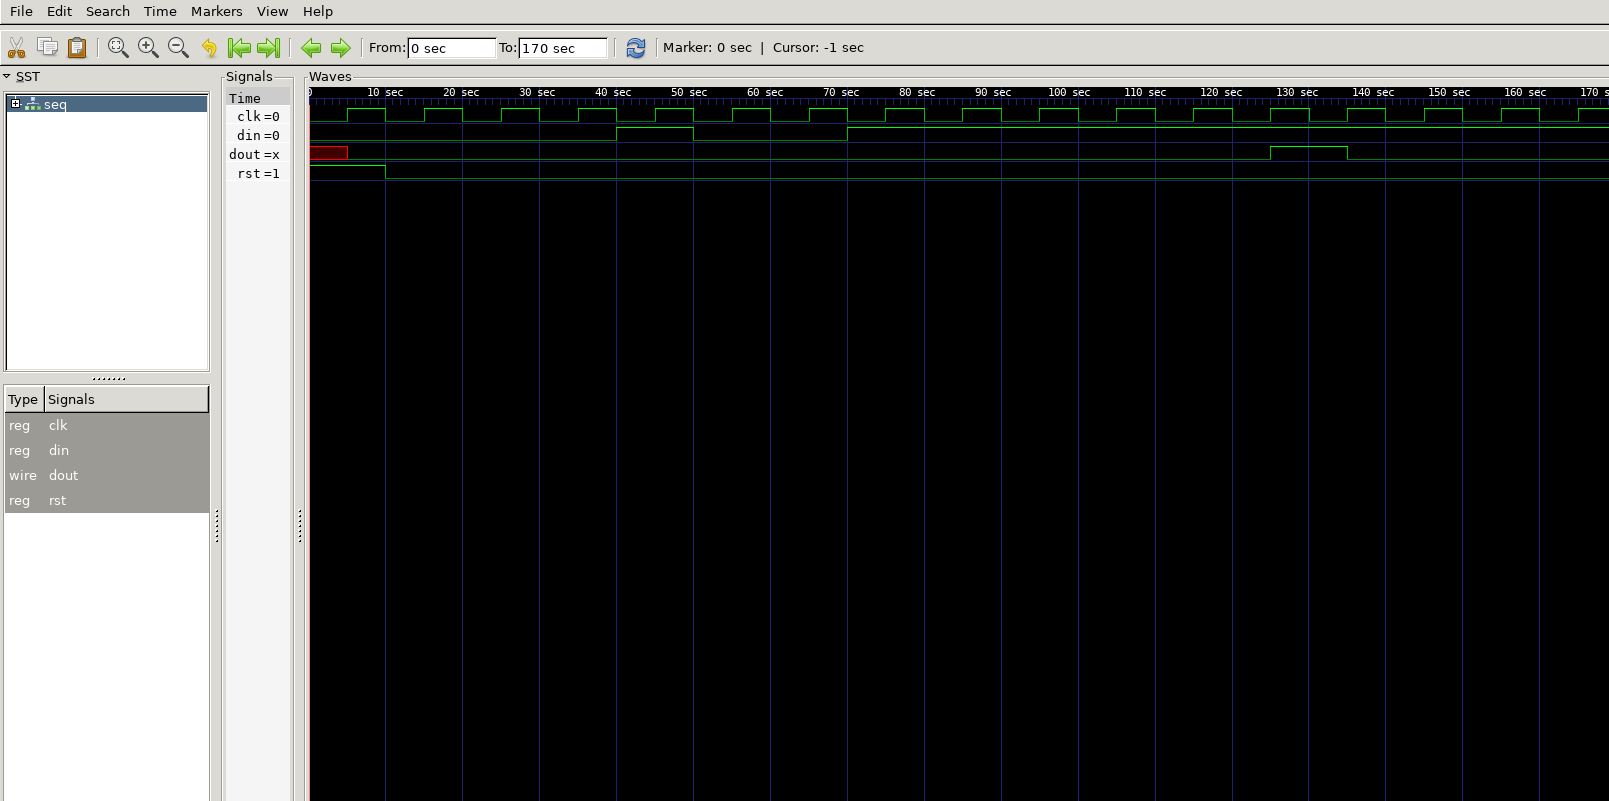 File Edit Search Time Markers View Help
From: 0 sec To: 170 sec Marker: 0 sec | Cursor: -1 sec
SST
seq
Type Signals
reg clk
reg din
wire dout
reg rst
Signals
Time
clk=0
din=0
dout=x
rst=1
Waves
0 10 sec 20 sec 30 sec 40 sec 50 sec 60 sec 70 sec 80 sec 90 sec 100 sec 110 sec 120 sec 130 sec 140 sec 150 sec 160 sec 170 s